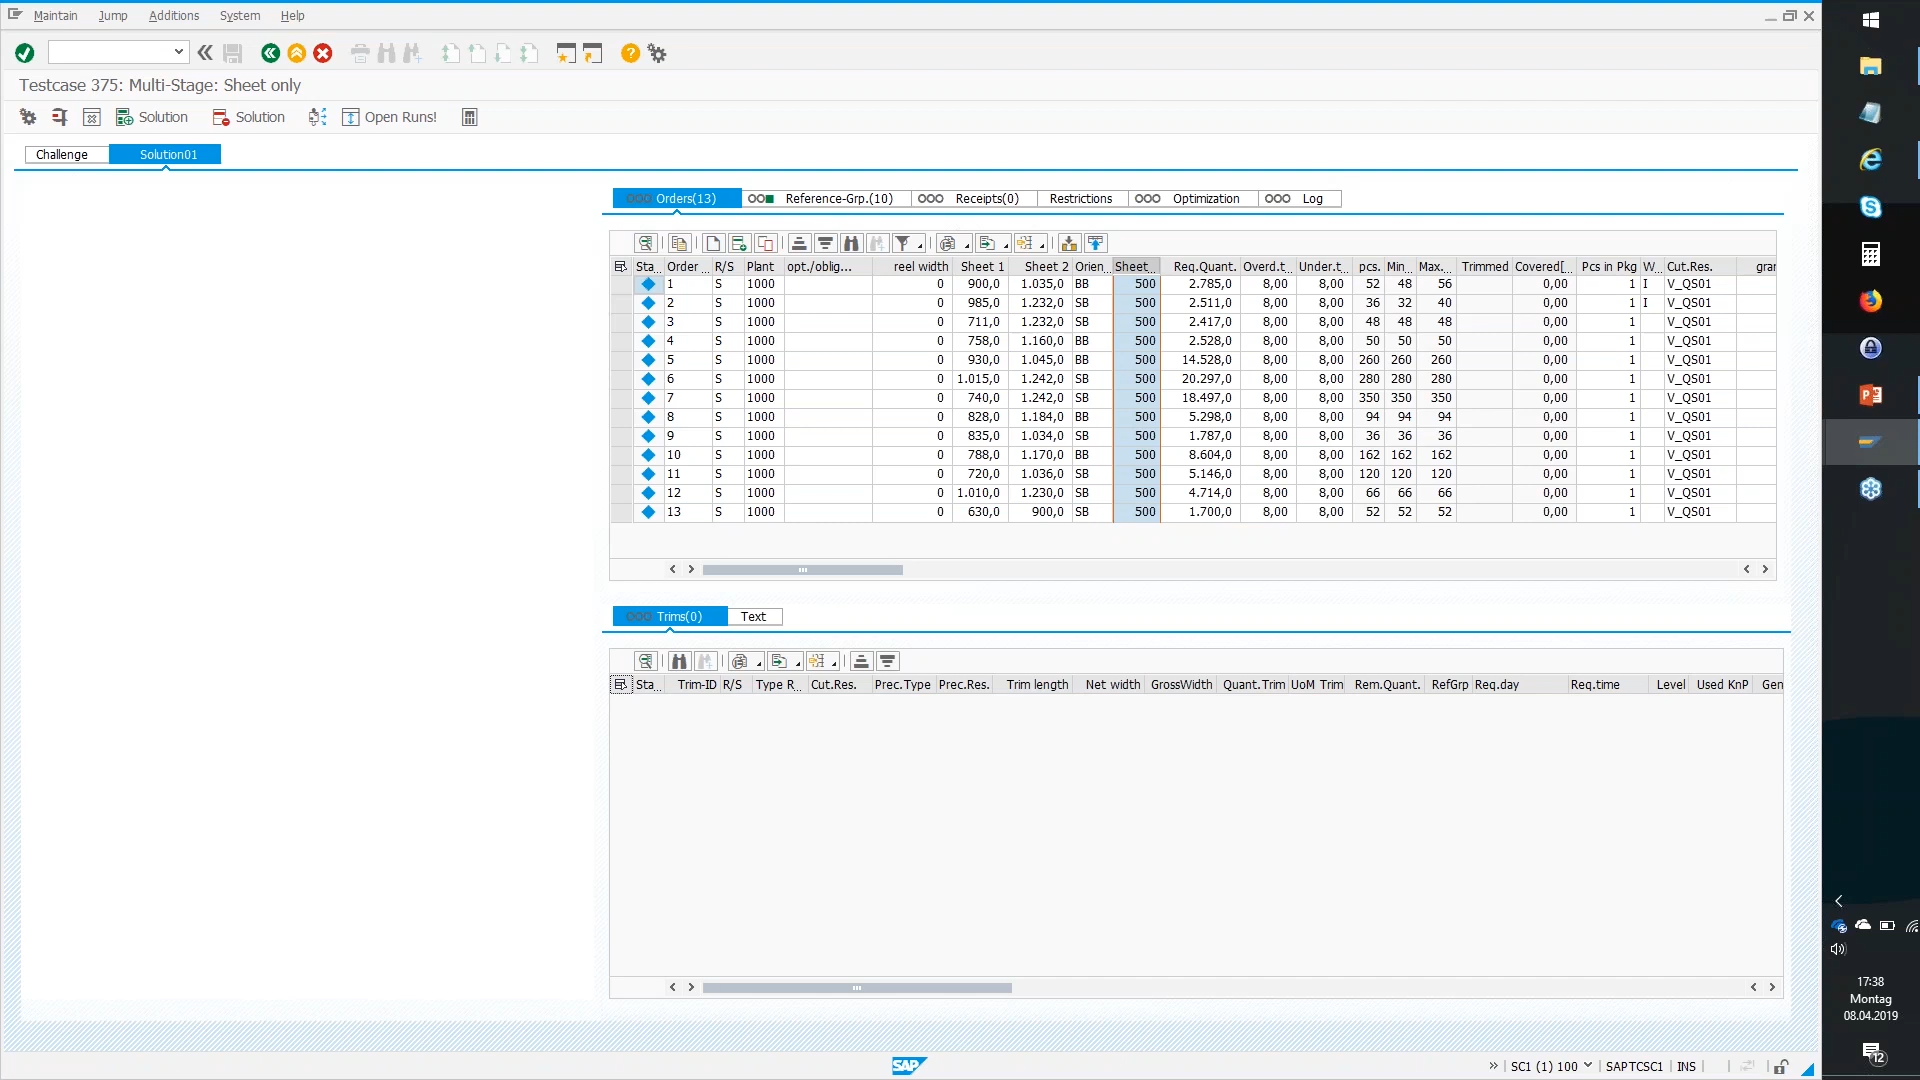 Maintain Jump Additions System Help
Testcase 375: Multi-Stage: Sheet only
Solution Solution Open Runs!
Challenge Solution01
Orders(13) Reference-Grp.(10) Receipts(0) Restrictions Optimization Log
Sta.. Order ... R/S Plant opt./oblig... reel width Sheet 1 Sheet 2 Orien.. Sheet... Req.Quant. Overd.t... Under.t... pcs. Min... Max.... Trimmed Covered[... Pcs in Pkg W... Cut.Res. grar
1 S 1000 0 900,0 1.035,0 BB 500 2.785,0 8,00 8,00 52 48 56 0,00 1 I V_QS01
2 S 1000 0 985,0 1.232,0 SB 500 2.511,0 8,00 8,00 36 32 40 0,00 1 I V_QS01
3 S 1000 0 711,0 1.232,0 SB 500 2.417,0 8,00 8,00 48 48 48 0,00 1 V_QS01
4 S 1000 0 758,0 1.160,0 BB 500 2.528,0 8,00 8,00 50 50 50 0,00 1 V_QS01
5 S 1000 0 930,0 1.045,0 BB 500 14.528,0 8,00 8,00 260 260 260 0,00 1 V_QS01
6 S 1000 0 1.015,0 1.242,0 SB 500 20.297,0 8,00 8,00 280 280 280 0,00 1 V_QS01
7 S 1000 0 740,0 1.242,0 SB 500 18.497,0 8,00 8,00 350 350 350 0,00 1 V_QS01
8 S 1000 0 828,0 1.184,0 BB 500 5.298,0 8,00 8,00 94 94 94 0,00 1 V_QS01
9 S 1000 0 835,0 1.034,0 SB 500 1.787,0 8,00 8,00 36 36 36 0,00 1 V_QS01
10 S 1000 0 788,0 1.170,0 BB 500 8.604,0 8,00 8,00 162 162 162 0,00 1 V_QS01
11 S 1000 0 720,0 1.036,0 SB 500 5.146,0 8,00 8,00 120 120 120 0,00 1 V_QS01
12 S 1000 0 1.010,0 1.230,0 SB 500 4.714,0 8,00 8,00 66 66 66 0,00 1 V_QS01
13 S 1000 0 630,0 900,0 SB 500 1.700,0 8,00 8,00 52 52 52 0,00 1 V_QS01
Trims(0) Text
Sta... Trim-ID R/S Type R... Cut.Res. Prec.Type Prec.Res. Trim length Net width GrossWidth Quant.Trim UoM Trim Rem.Quant. RefGrp Req.day Req.time Level Used KnP Gen
17:38
Montag
08.04.2019
12
SAP » SC1 (1) 100 SAPTCSC1 INS